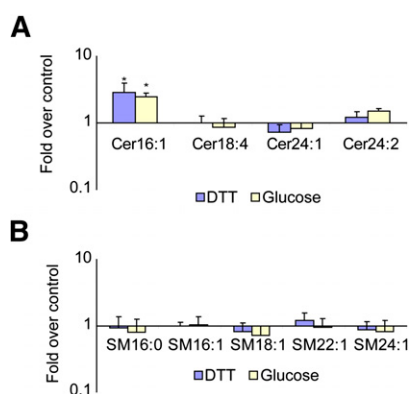 A
Fold over control
10
1
0.1
* *
Cer16:1 Cer18:4 Cer24:1 Cer24:2
DTT Glucose
B
Fold over control
10
1
0.1
SM16:0 SM16:1 SM18:1 SM22:1 SM24:1
DTT Glucose